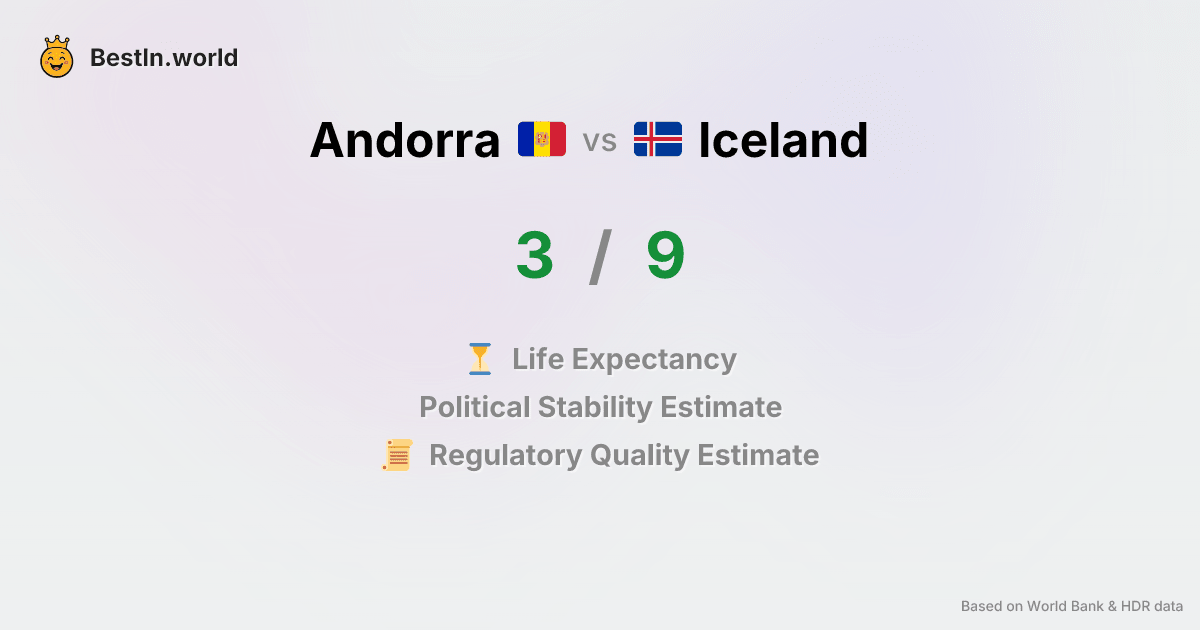 BestIn.world
Andorra vs Iceland
3 / 9
Life Expectancy
Political Stability Estimate
Regulatory Quality Estimate
Based on World Bank & HDR data